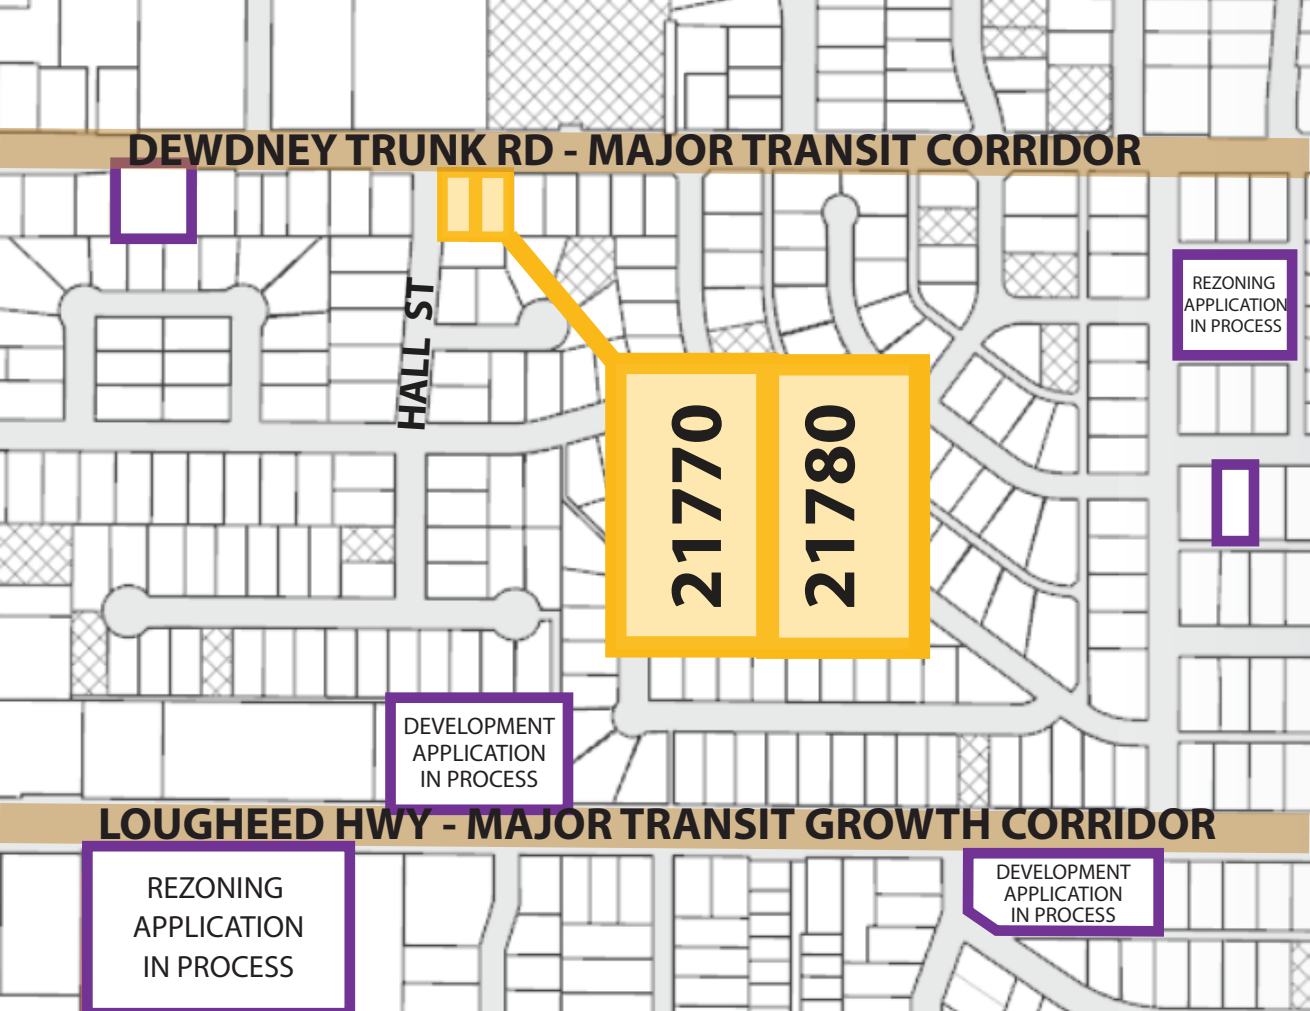 DEWDNEY TRUNK RD - MAJOR TRANSIT CORRIDOR
HALL ST
REZONING
APPLICATION
IN PROCESS
21770
21780
DEVELOPMENT
APPLICATION
IN PROCESS
LOUGHEED HWY - MAJOR TRANSIT GROWTH CORRIDOR
REZONING
APPLICATION
IN PROCESS
DEVELOPMENT
APPLICATION
IN PROCESS